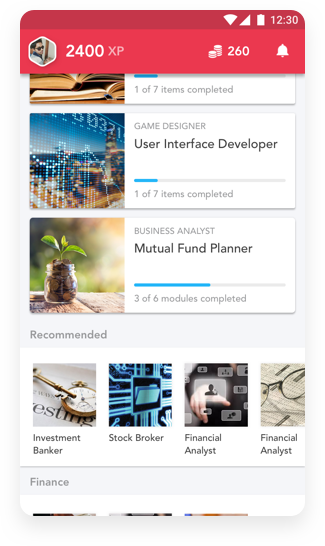 12:30
2400 XP
260
1 of 7 items completed
GAME DESIGNER
User Interface Developer
1 of 7 items completed
BUSINESS ANALYST
Mutual Fund Planner
3 of 6 modules completed
Recommended
Investment
Banker
Stock Broker
Financial
Analyst
Financial
Analyst
Finance